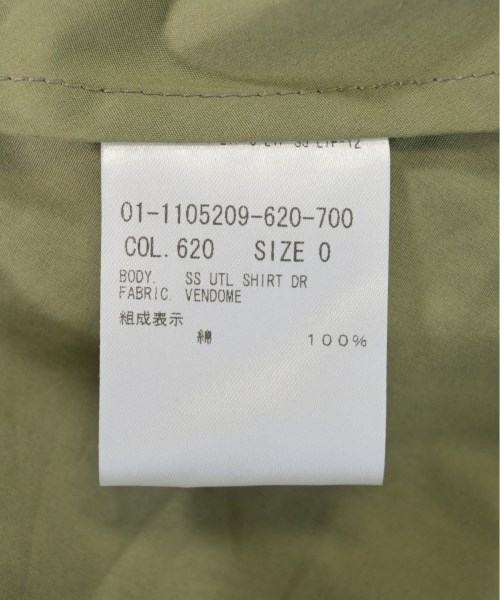 01-1105209-620-700
COL. 620 SIZE 0
BODY. SS UTL SHIRT DR
FABRIC. VENDOME
組成表示
綿 100%